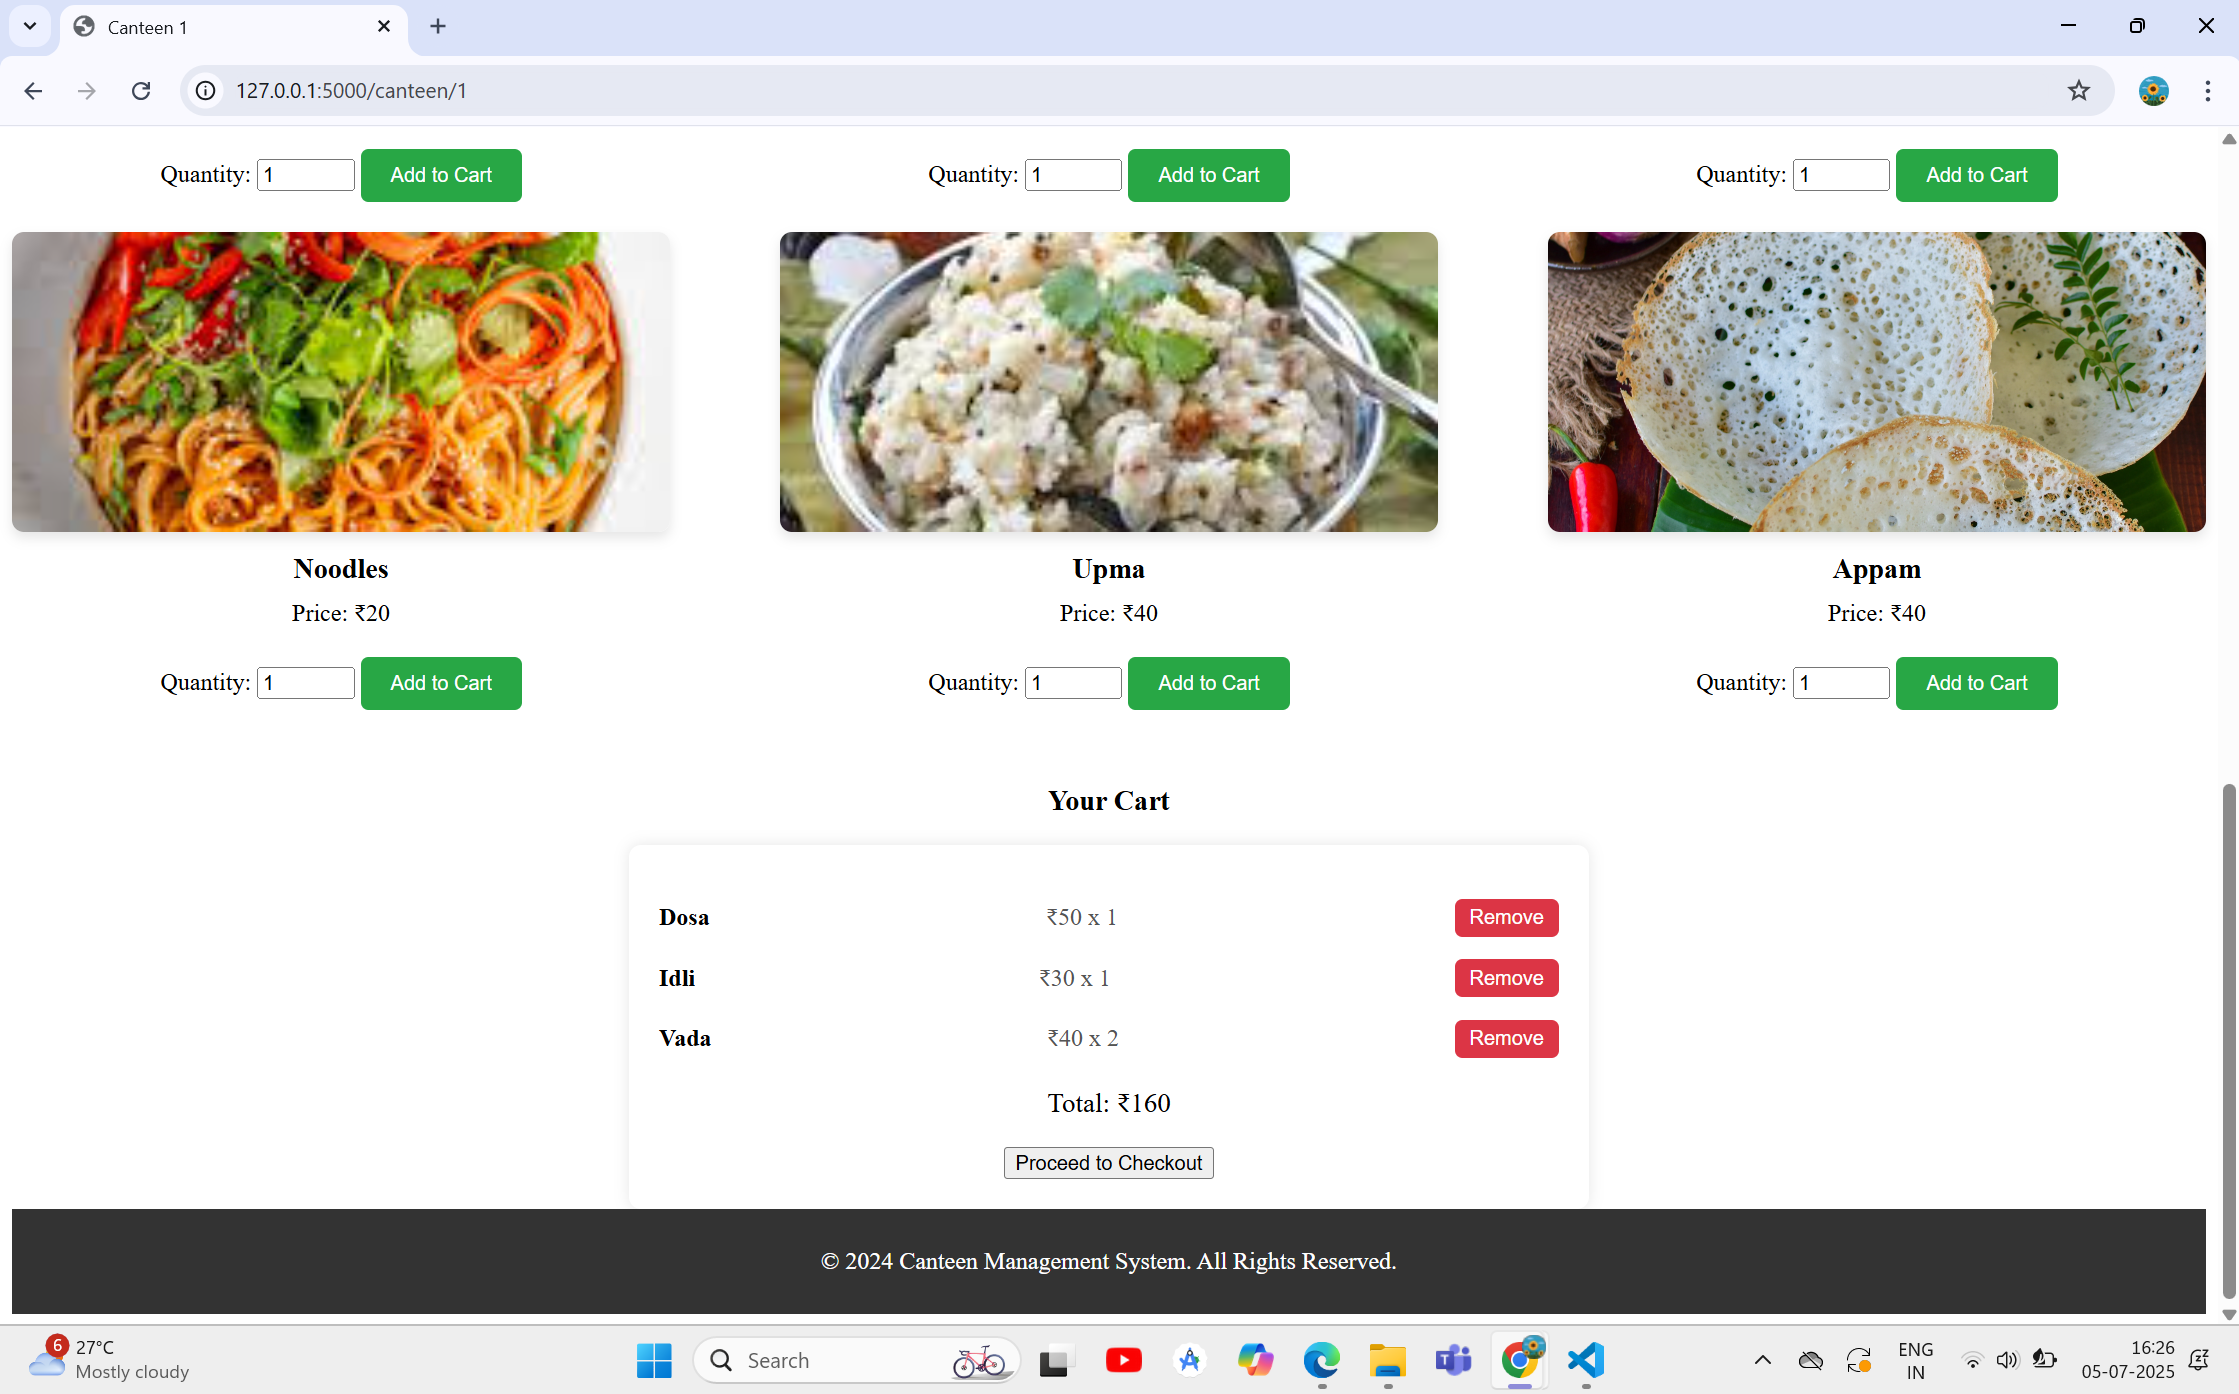 Canteen 1
127.0.0.1:5000/canteen/1
Quantity: 1 Add to Cart
Quantity: 1 Add to Cart
Quantity: 1 Add to Cart
Noodles
Price: ₹20
Quantity: 1 Add to Cart
Upma
Price: ₹40
Quantity: 1 Add to Cart
Appam
Price: ₹40
Quantity: 1 Add to Cart
Your Cart
Dosa ₹50 x 1 Remove
Idli ₹30 x 1 Remove
Vada ₹40 x 2 Remove
Total: ₹160
Proceed to Checkout
© 2024 Canteen Management System. All Rights Reserved.
6
27°C
Mostly cloudy
Search
ENG
IN
16:26
05-07-2025